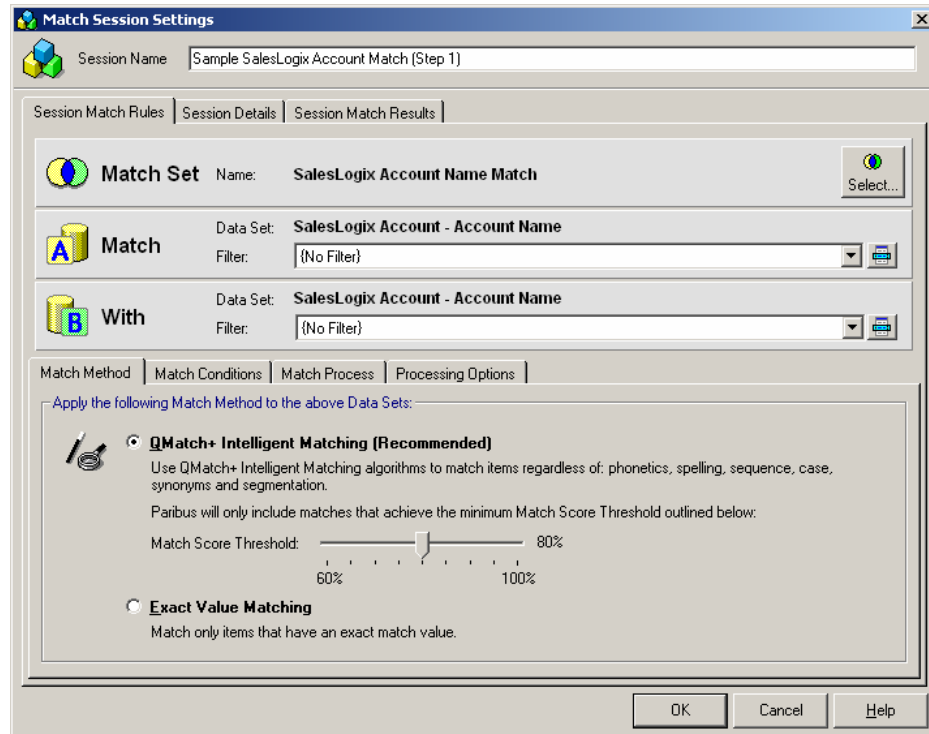 Match Session Settings
Session Name Sample SalesLogix Account Match (Step 1)
Session Match Rules Session Details Session Match Results
Match Set Name: SalesLogix Account Name Match Select...
Data Set: SalesLogix Account - Account Name
A Match
Filter: {No Filter}
Data Set: SalesLogix Account - Account Name
B With
Filter: {No Filter}
Match Method Match Conditions Match Process Processing Options
Apply the following Match Method to the above Data Sets:
QMatch+ Intelligent Matching (Recommended)
Use QMatch+ Intelligent Matching algorithms to match items regardless of: phonetics, spelling, sequence, case,
synonyms and segmentation.
Paribus will only include matches that achieve the minimum Match Score Threshold outlined below:
Match Score Threshold: 80%
60% 100%
Exact Value Matching
Match only items that have an exact match value.
OK Cancel Help